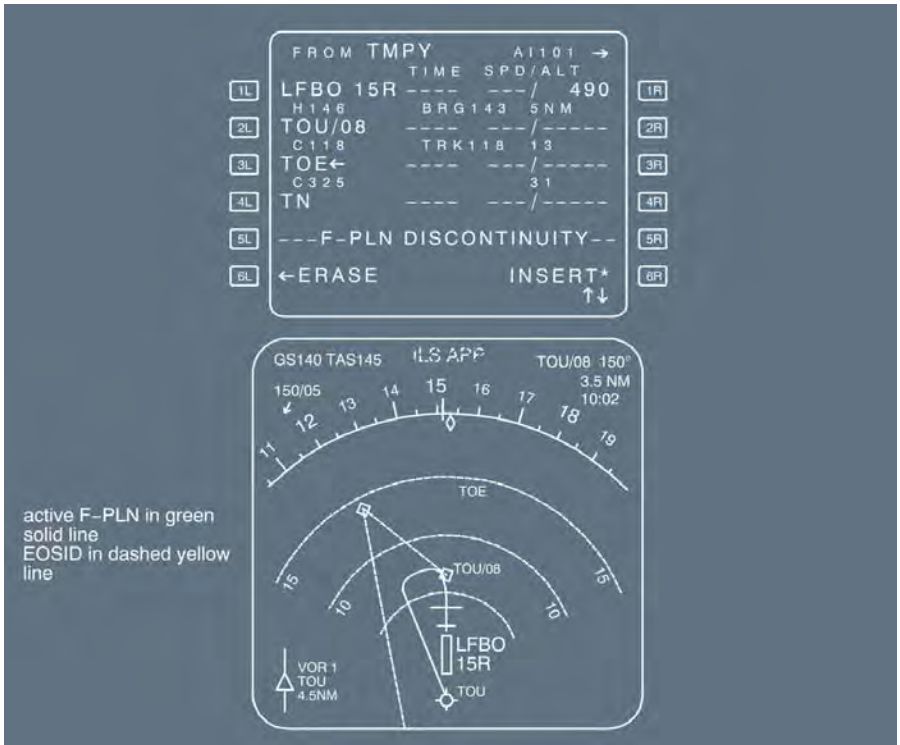 FROM TMPY AI101 →
TIME SPD/ALT
1L LFBO 15R ---- ---/ 490 1R
H146 BRG143 5NM
2L TOU/08 ---- ---/----- 2R
C118 TRK118 13
3L TOE← ---- ---/----- 3R
C325 31
4L TN ---- ---/----- 4R
5L ---F-PLN DISCONTINUITY-- 5R
6L ←ERASE INSERT* 6R
↑↓
GS140 TAS145 ILS APP TOU/08 150°
3.5 NM
150/05 10:02
11 12 13 14 15 16 17 18 19
TOE
active F-PLN in green
solid line
EOSID in dashed yellow
line
TOU/08
15 15
10 10
LFBO
15R
VOR 1
TOU
4.5NM
TOU